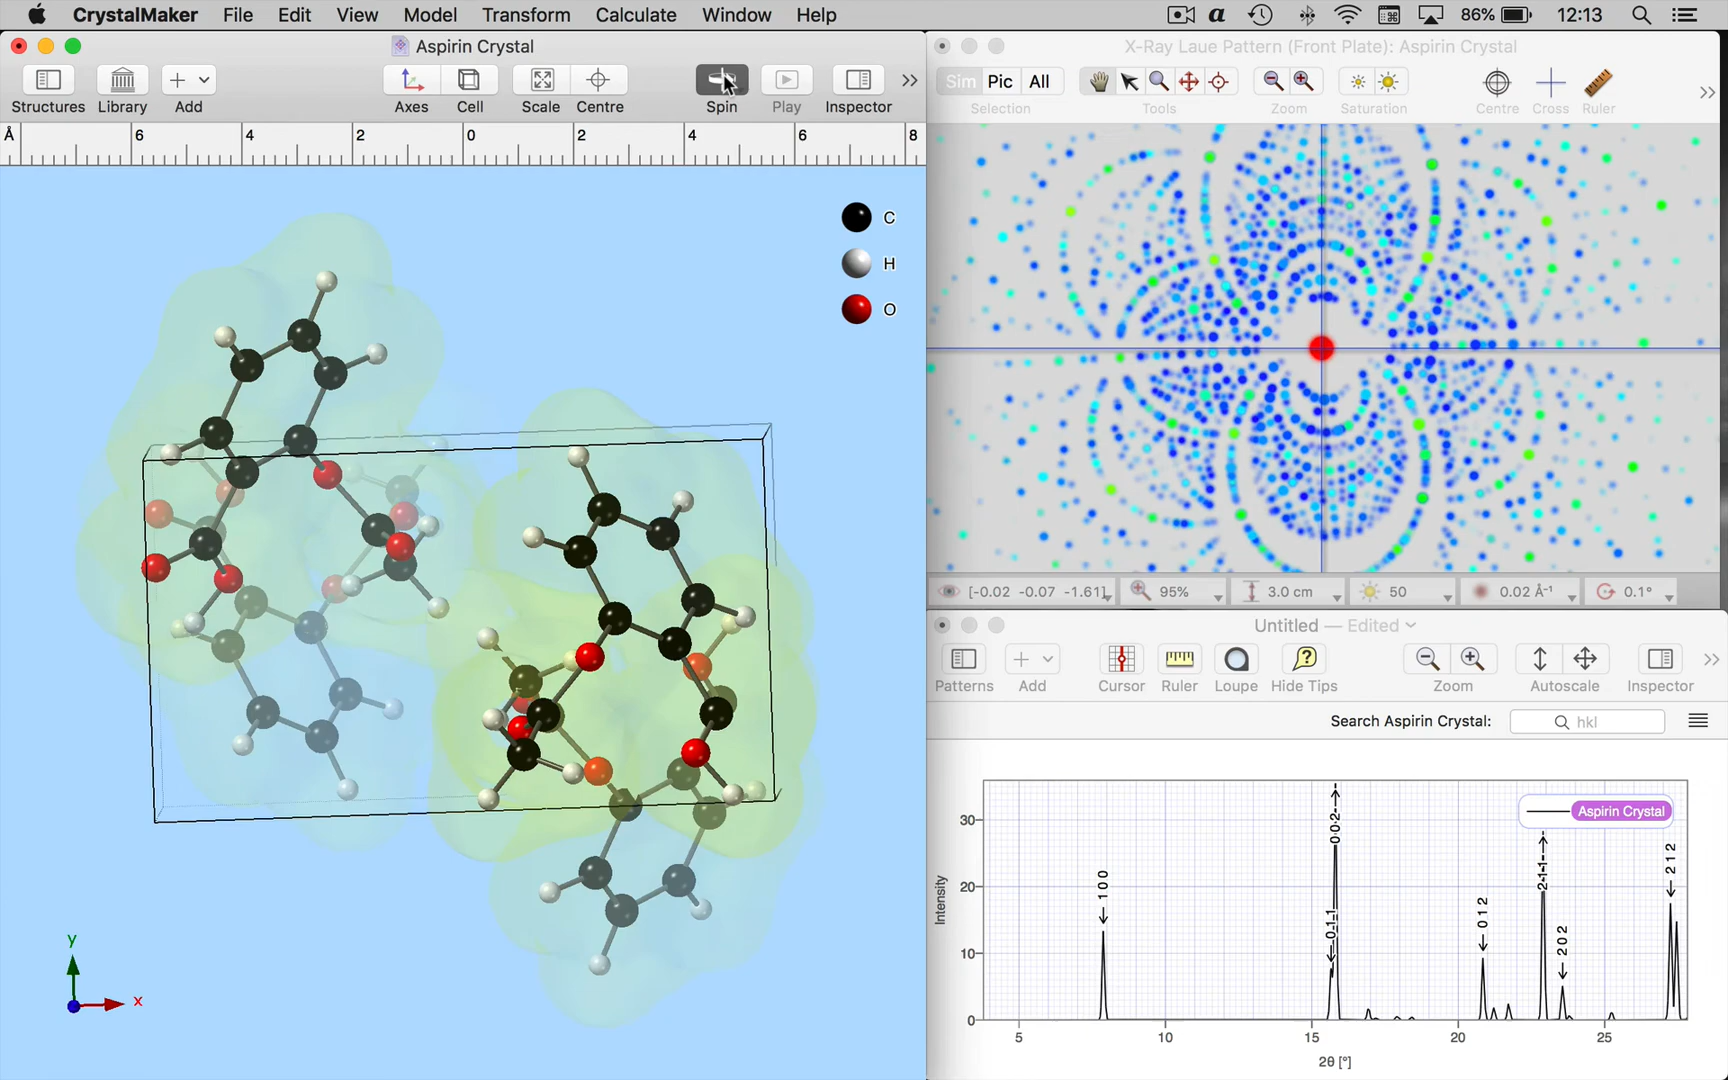 CrystalMaker File Edit View Model Transform Calculate Window Help 86% 12:13
Aspirin Crystal
Structures Library Add Axes Cell Scale Centre Spin Play Inspector
Å 6 4 2 0 2 4 6 8
C
H
O
y
x
X-Ray Laue Pattern (Front Plate): Aspirin Crystal
Sim Pic All
Selection Tools Zoom Saturation Centre Cross Ruler
[-0.02 -0.07 -1.61] 95% 3.0 cm 50 0.02 Å⁻¹ 0.1°
Untitled — Edited
Patterns Add Cursor Ruler Loupe Hide Tips Zoom Autoscale Inspector
Search Aspirin Crystal: hkl
Aspirin Crystal
Intensity
30
20
10
0
1 0 0
0 1 1
0 0 2
0 1 2
2 1 1
2 0 2
2 1 2
5 10 15 20 25
2θ [°]